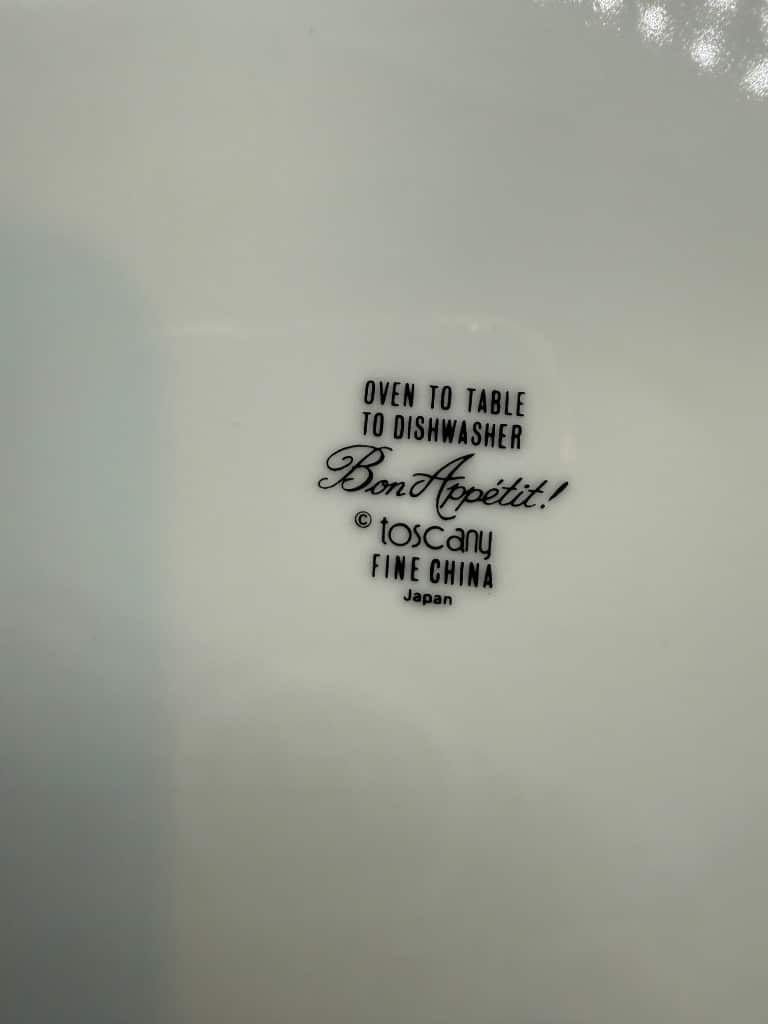 OVEN TO TABLE
TO DISHWASHER
Bon Appétit!
© toscany
FINE CHINA
Japan